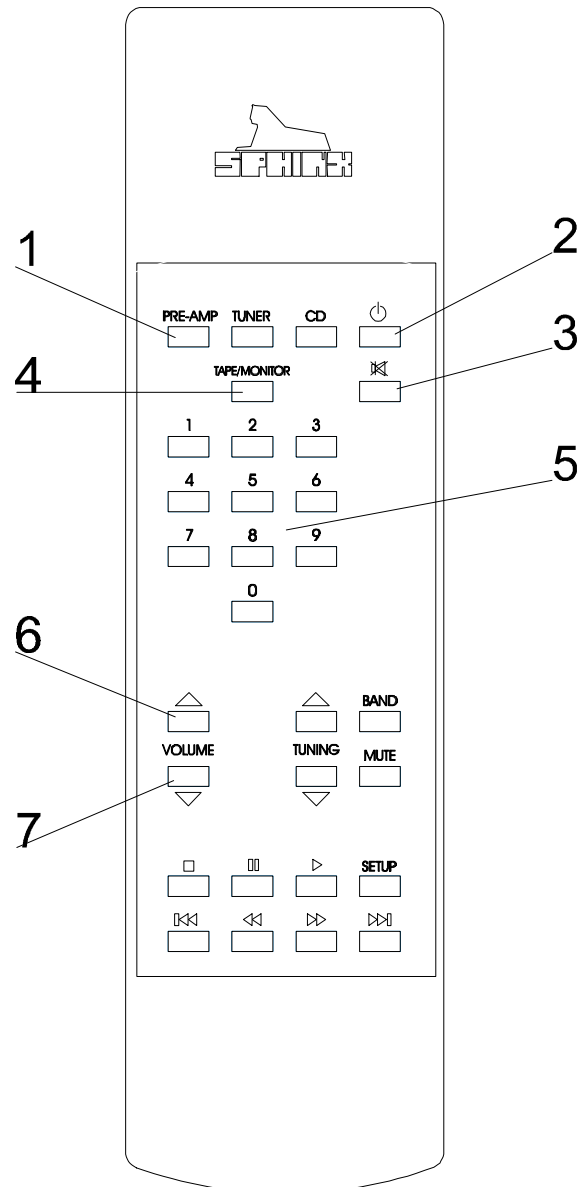 SPHINX
1
2
PRE-AMP TUNER CD
3
4
TAPE/MONITOR
1 2 3
5
4 5 6
7 8 9
0
6
BAND
VOLUME TUNING MUTE
7
SETUP